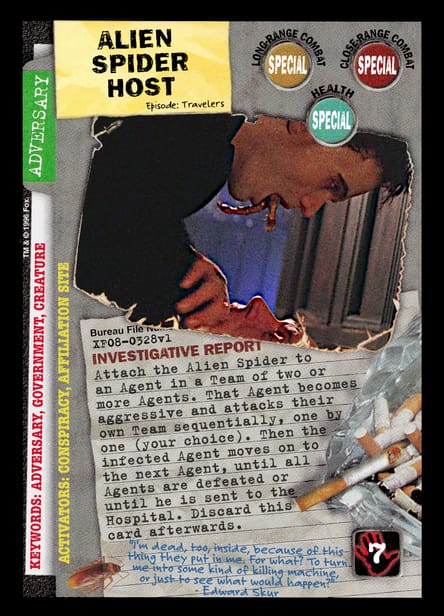 ALIEN
SPIDER
HOST
Episode: Travelers
LONG-RANGE COMBAT
SPECIAL
CLOSE-RANGE COMBAT
SPECIAL
HEALTH
SPECIAL
ADVERSARY
TM & © 1996 Fox.
KEYWORDS: ADVERSARY, GOVERNMENT, CREATURE
ACTIVATORS: CONSPIRACY, AFFILIATION SITE
Bureau File
XF08-0328v1
INVESTIGATIVE REPORT
Attach the Alien Spider to
an Agent in a Team of two or
more Agents. That Agent becomes
aggressive and attacks their
own Team sequentially, one by
one (your choice). Then the
infected Agent moves on to
the next Agent, until all
Agents are defeated or
until he is sent to the
Hospital. Discard this
card afterwards.
7
"I'm dead, too, inside, because of this
thing they put in me. For what? To turn
me into some kind of killing machine,
or just to see what would happen?"
- Edward Skur